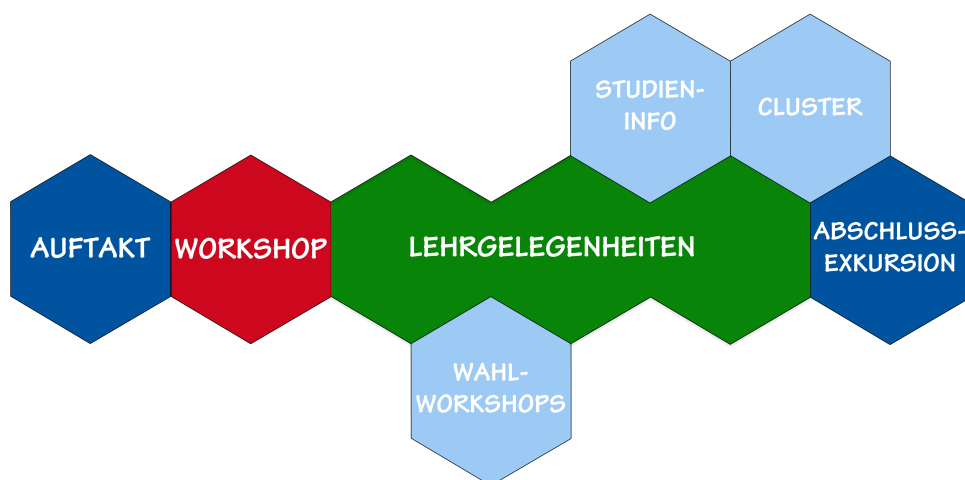 STUDIEN-
INFO
CLUSTER
AUFTAKT
WORKSHOP
LEHRGELEGENHEITEN
ABSCHLUSS-
EXKURSION
WAHL-
WORKSHOPS